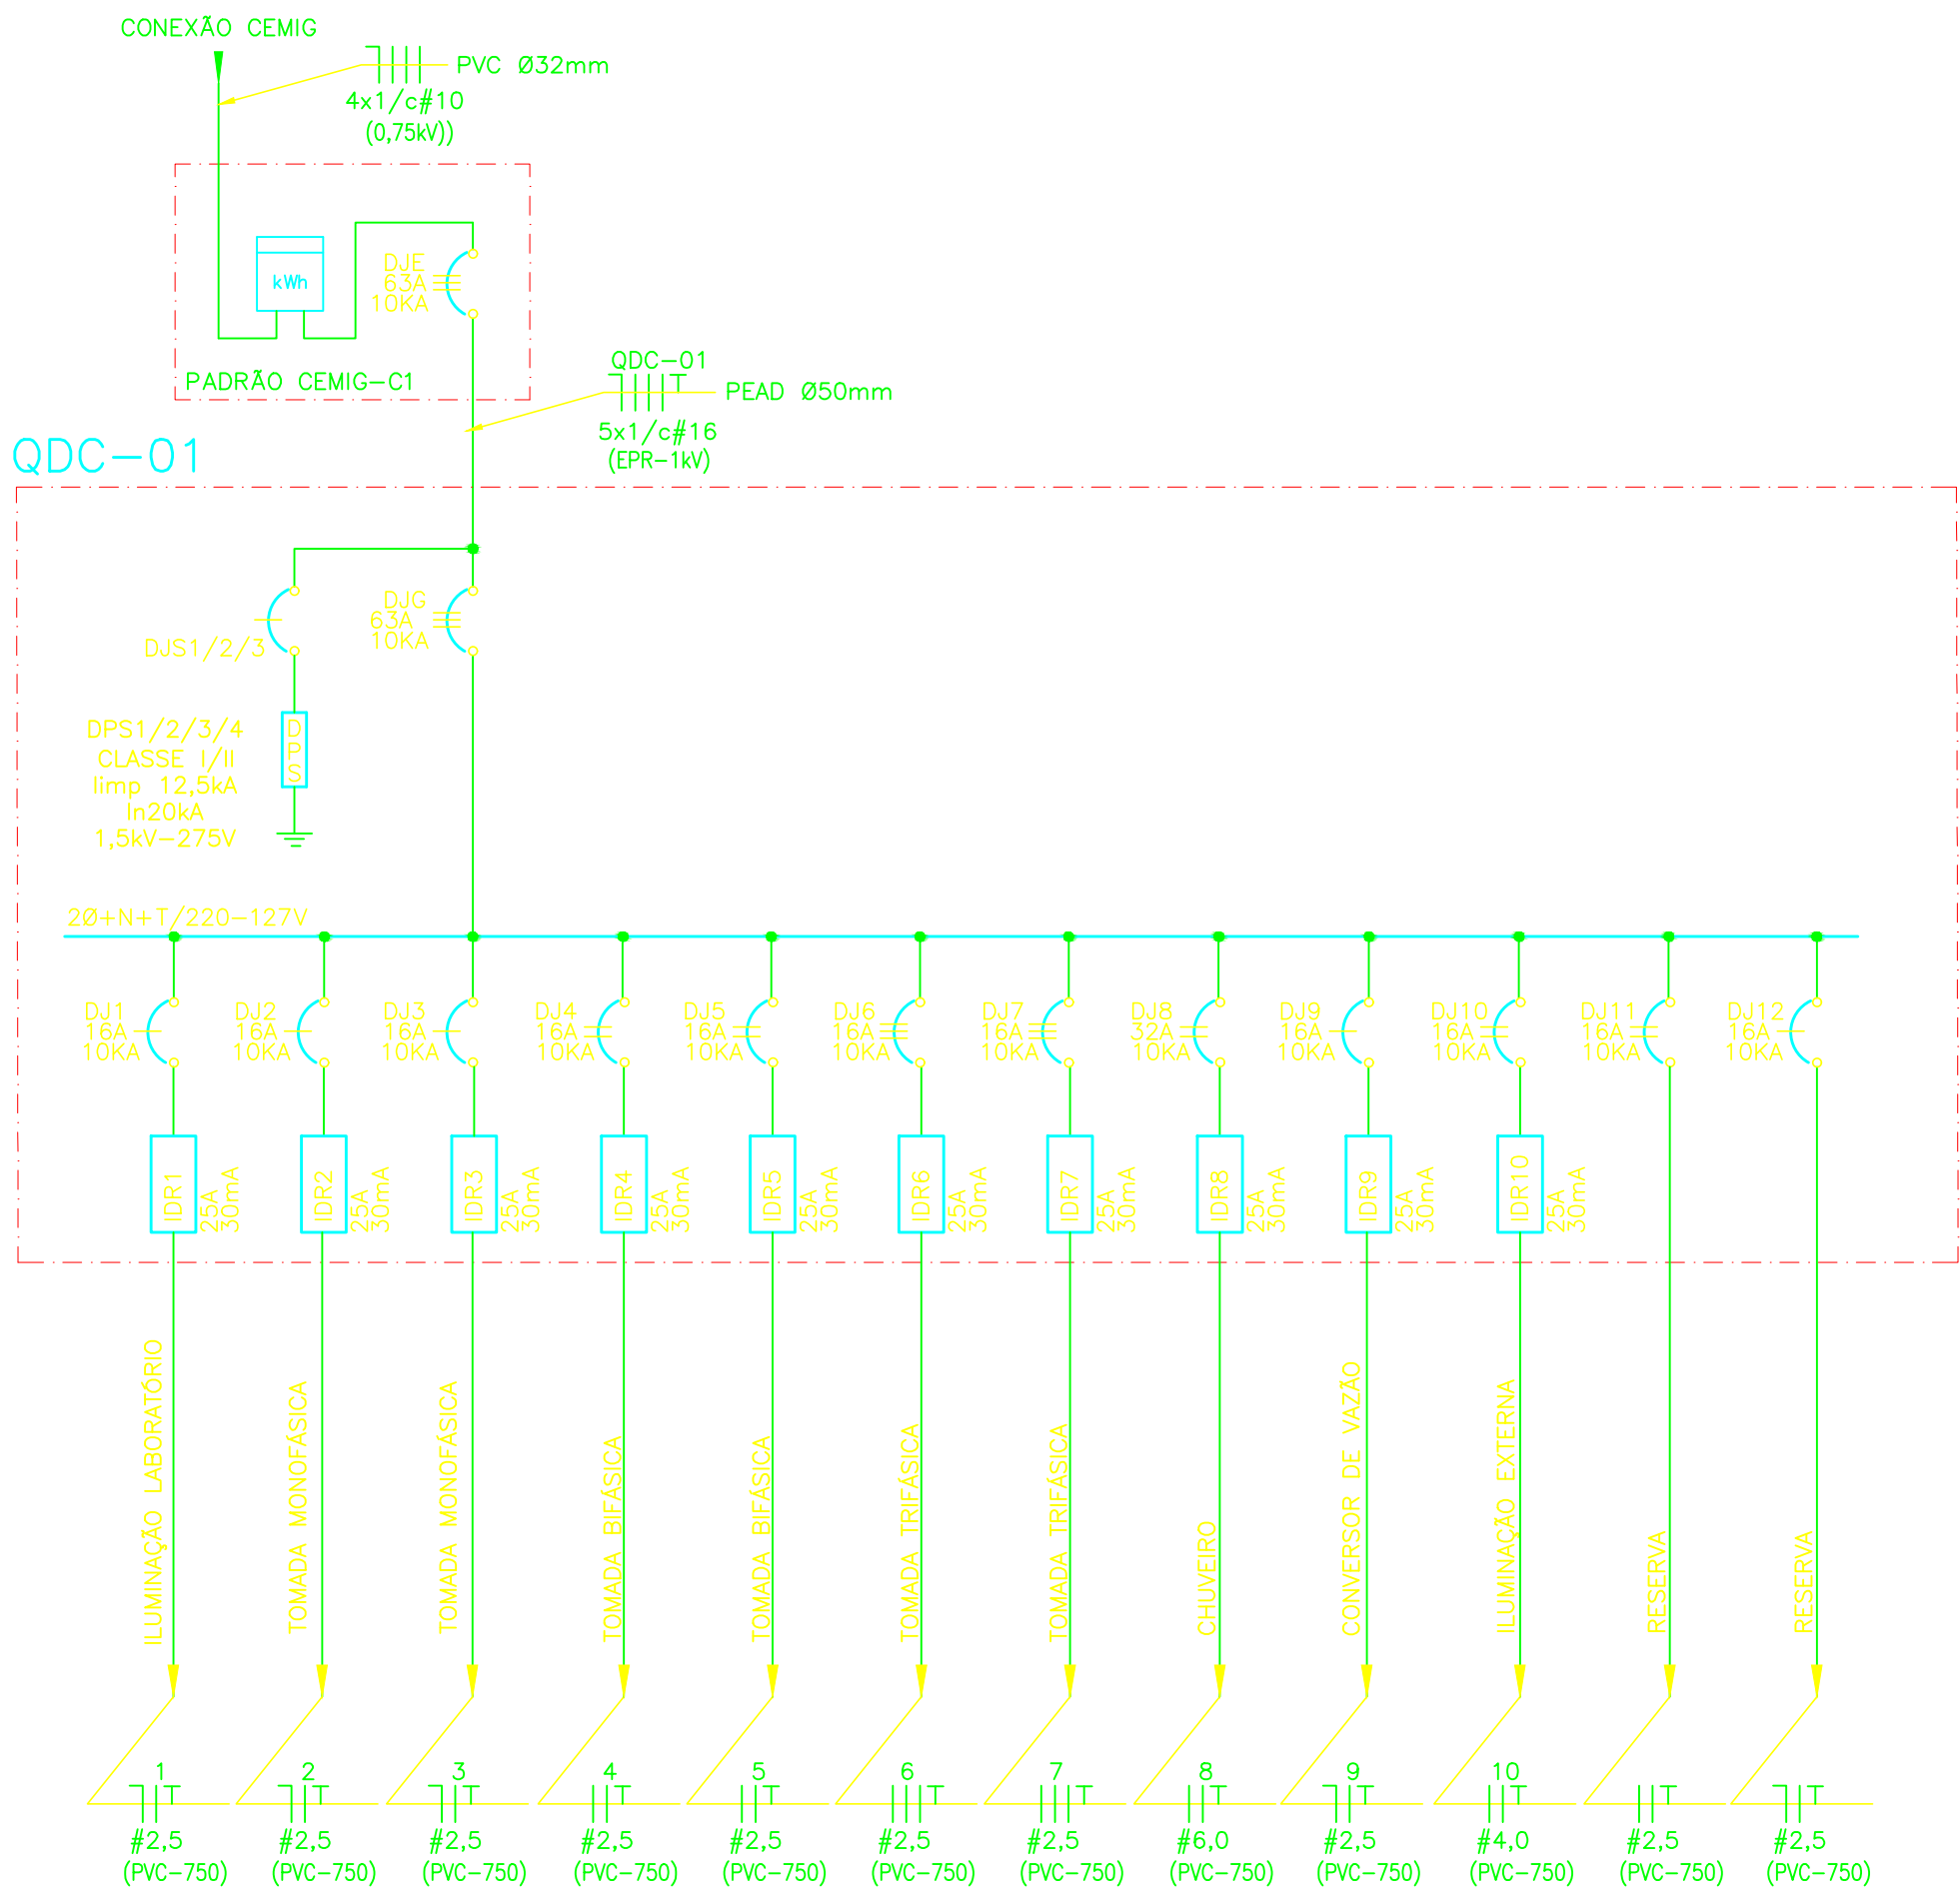 CONEXÃO CEMIG
PVC Ø32mm
4x1/c#10
(0,75kV))
kWh
DJE
63A
10KA
PADRÃO CEMIG-C1
QDC-01
PEAD Ø50mm
5x1/c#16
(EPR-1kV)
QDC-01
DJS1/2/3
DJG
63A
10KA
DPS1/2/3/4
CLASSE I/II
Iimp 12,5kA
In20kA
1,5kV-275V
DPS
2Ø+N+T/220-127V
DJ1
16A
10KA
DJ2
16A
10KA
DJ3
16A
10KA
DJ4
16A
10KA
DJ5
16A
10KA
DJ6
16A
10KA
DJ7
16A
10KA
DJ8
32A
10KA
DJ9
16A
10KA
DJ10
16A
10KA
DJ11
16A
10KA
DJ12
16A
10KA
IDR1
25A
30mA
IDR2
25A
30mA
IDR3
25A
30mA
IDR4
25A
30mA
IDR5
25A
30mA
IDR6
25A
30mA
IDR7
25A
30mA
IDR8
25A
30mA
IDR9
25A
30mA
IDR10
25A
30mA
ILUMINAÇÃO LABORATÓRIO
TOMADA MONOFÁSICA
TOMADA MONOFÁSICA
TOMADA BIFÁSICA
TOMADA BIFÁSICA
TOMADA TRIFÁSICA
TOMADA TRIFÁSICA
CHUVEIRO
CONVERSOR DE VAZÃO
ILUMINAÇÃO EXTERNA
RESERVA
RESERVA
1
#2,5
(PVC-750)
2
#2,5
(PVC-750)
3
#2,5
(PVC-750)
4
#2,5
(PVC-750)
5
#2,5
(PVC-750)
6
#2,5
(PVC-750)
7
#2,5
(PVC-750)
8
#6,0
(PVC-750)
9
#2,5
(PVC-750)
10
#4,0
(PVC-750)
#2,5
(PVC-750)
#2,5
(PVC-750)